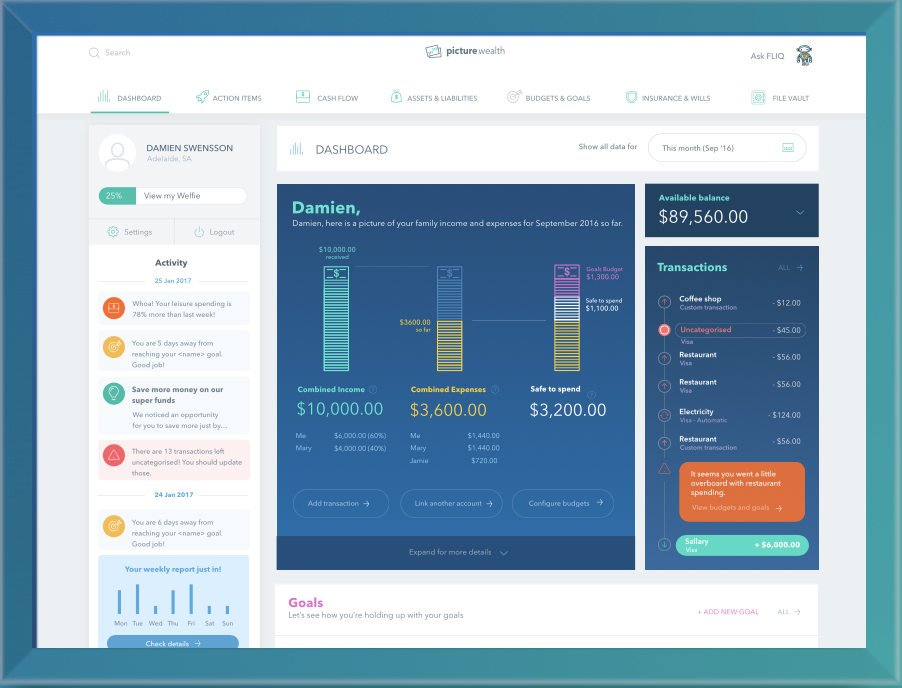 Search
picturewealth
Ask FLIQ
DASHBOARD
ACTION ITEMS
CASH FLOW
ASSETS & LIABILITIES
BUDGETS & GOALS
INSURANCE & WILLS
FILE VAULT
DAMIEN SWENSSON
Adelaide, SA
25%
View my Welfie
Settings
Logout
Activity
25 Jan 2017
Whoa! Your leisure spending is
78% more than last week!
You are 5 days away from
reaching your <name> goal.
Good job!
Save more money on our
super funds
We noticed an opportunity
for you to save more just by...
There are 13 transactions left
uncategorised! You should update
those.
24 Jan 2017
You are 6 days away from
reaching your <name> goal.
Good job!
Your weekly report just in!
Mon Tue Wed Thu Fri Sat Sun
Check details
DASHBOARD
Show all data for
This month (Sep '16)
Damien,
Damien, here is a picture of your family income and expenses for September 2016 so far.
$10,000.00
received
$
$3600.00
so far
$
$
Goals Budget
$1,300.00
Safe to spend
$1,100.00
Combined Income ?
$10,000.00
Me $6,000.00 (60%)
Mary $4,000.00 (40%)
Combined Expenses ?
$3,600.00
Me $1,440.00
Mary $1,440.00
Jamie $720.00
Safe to spend ?
$3,200.00
Add transaction
Link another account
Configure budgets
Expand for more details
Available balance
$89,560.00
Transactions
ALL
Coffee shop - $12.00
Custom transaction
Uncategorised - $45.00
Visa
Restaurant - $56.00
Visa
Restaurant - $56.00
Visa
Electricity - $124.00
Visa - Automatic
Restaurant - $56.00
Custom transaction
It seems you went a little
overboard with restaurant
spending.
View budgets and goals
Sallary + $6,000.00
Visa
Goals
Let's see how you're holding up with your goals
+ ADD NEW GOAL
ALL